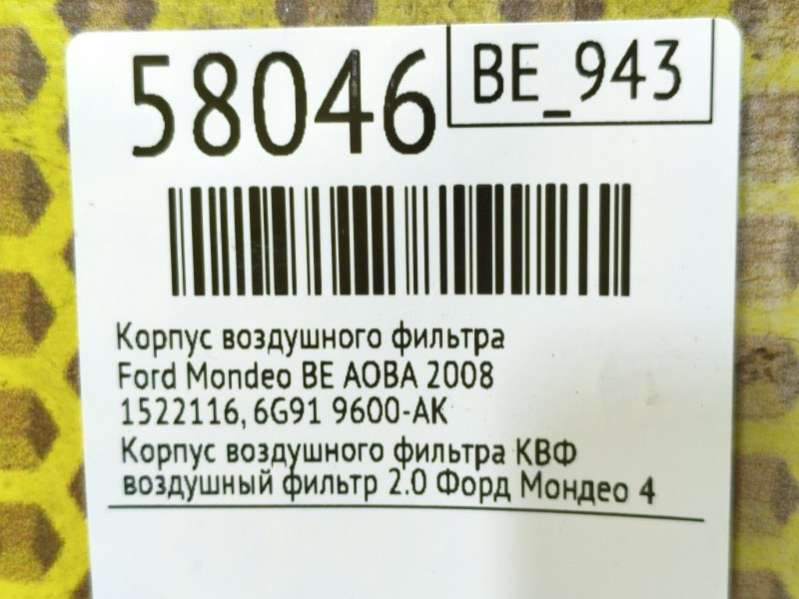 58046
BE_943
Корпус воздушного фильтра
Ford Mondeo BE AOBA 2008
1522116, 6G91 9600-AK
Корпус воздушного фильтра КВФ
воздушный фильтр 2.0 Форд Мондео 4